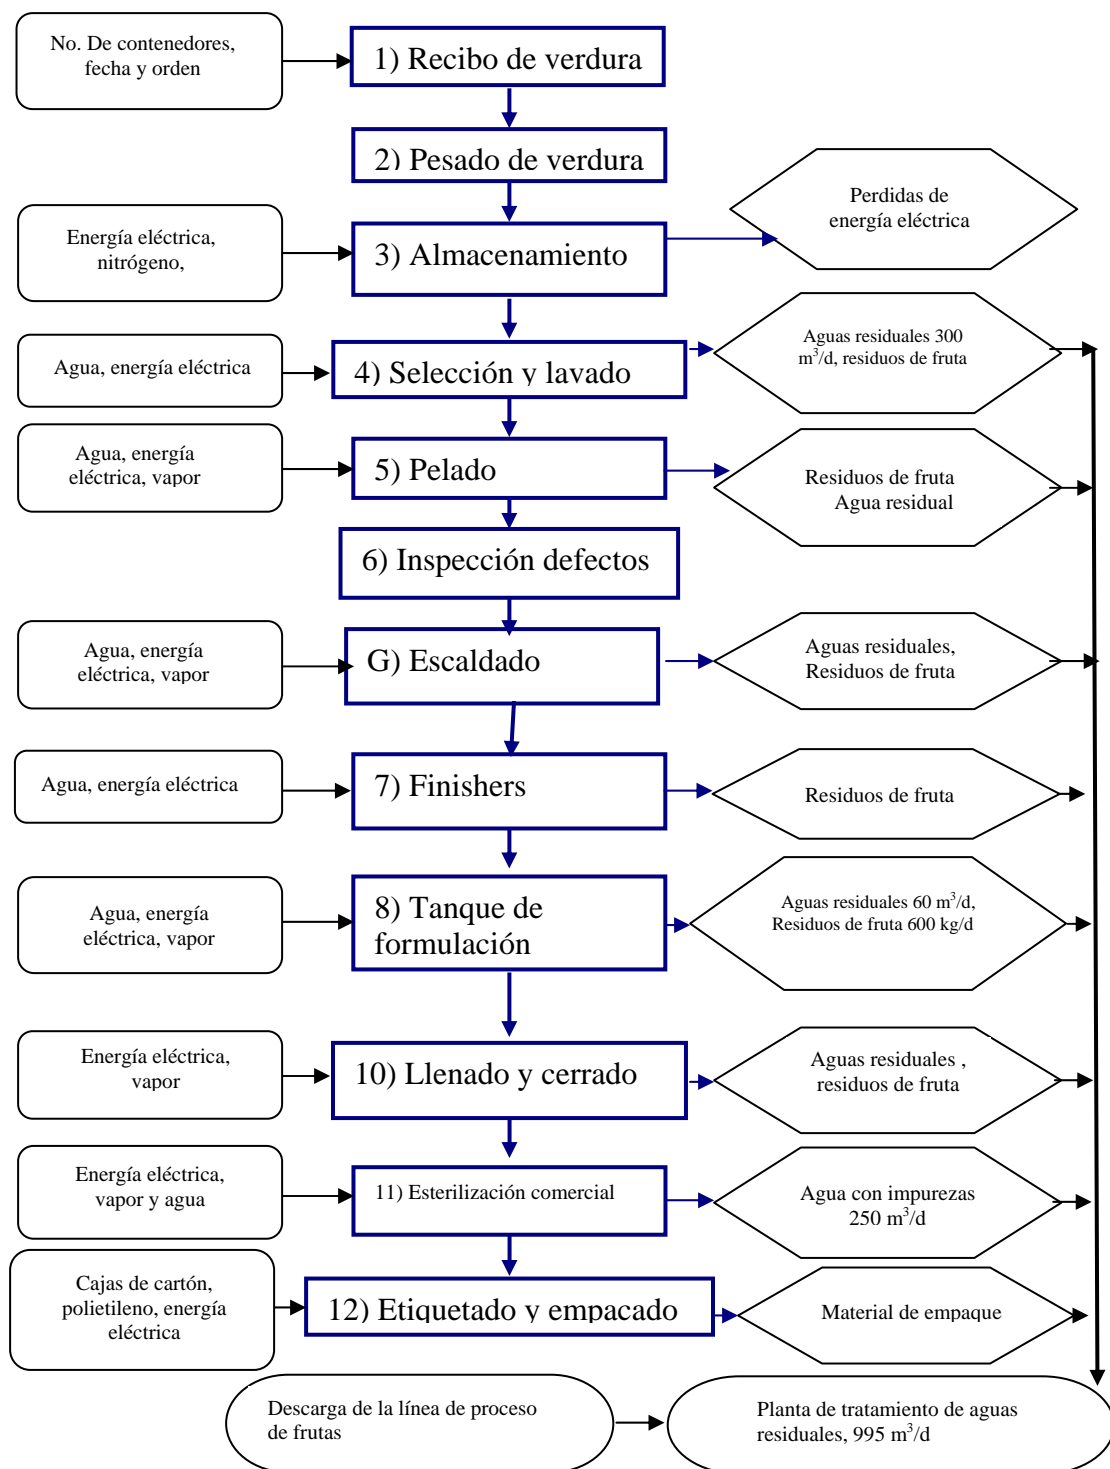 No. De contenedores,
fecha y orden
1) Recibo de verdura
2) Pesado de verdura
Perdidas de
energía eléctrica
Energía eléctrica,
nitrógeno,
3) Almacenamiento
Agua, energía eléctrica
4) Selección y lavado
Aguas residuales 300
m³/d, residuos de fruta
Agua, energía
eléctrica, vapor
5) Pelado
Residuos de fruta
Agua residual
6) Inspección defectos
Agua, energía
eléctrica, vapor
G) Escaldado
Aguas residuales,
Residuos de fruta
Agua, energía eléctrica
7) Finishers
Residuos de fruta
Agua, energía
eléctrica, vapor
8) Tanque de
formulación
Aguas residuales 60 m³/d,
Residuos de fruta 600 kg/d
Energía eléctrica,
vapor
10) Llenado y cerrado
Aguas residuales ,
residuos de fruta
Energía eléctrica,
vapor y agua
11) Esterilización comercial
Agua con impurezas
250 m³/d
Cajas de cartón,
polietileno, energía
eléctrica
12) Etiquetado y empacado
Material de empaque
Descarga de la línea de proceso
de frutas
Planta de tratamiento de aguas
residuales, 995 m³/d